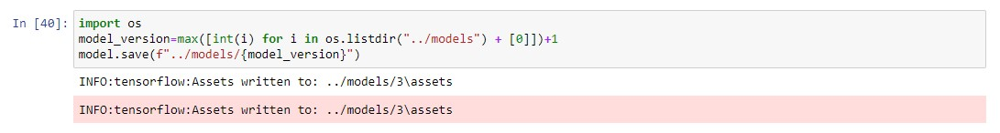 In [40]: import os
model_version=max([int(i) for i in os.listdir("../models") + [0]])+1
model.save(f"../models/{model_version}")
INFO:tensorflow:Assets written to: ../models/3\assets
INFO:tensorflow:Assets written to: ../models/3\assets